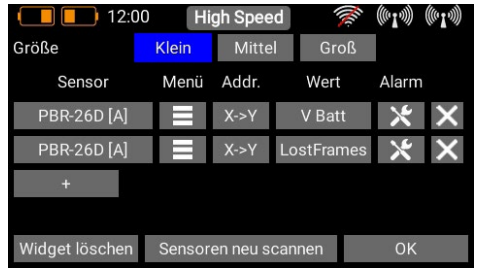 12:00 High Speed
Größe Klein Mittel Groß
Sensor Menü Addr. Wert Alarm
PBR-26D [A] X->Y V Batt
PBR-26D [A] X->Y LostFrames
+
Widget löschen Sensoren neu scannen OK